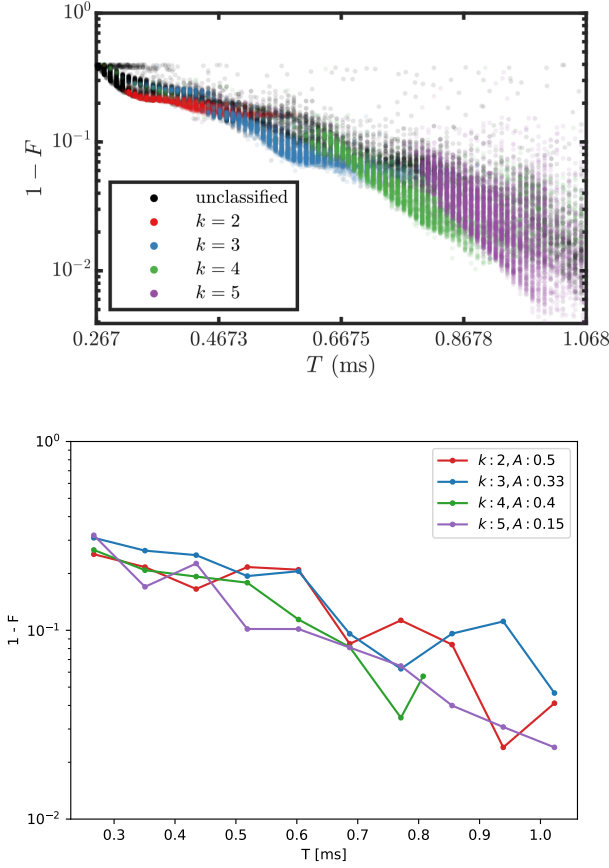 10^0
10^-1
10^-2
1 − F
unclassified
k = 2
k = 3
k = 4
k = 5
0.267 0.4673 0.6675 0.8678 1.068
T (ms)
10^0
10^-1
10^-2
1 - F
k : 2, A : 0.5
k : 3, A : 0.33
k : 4, A : 0.4
k : 5, A : 0.15
0.3 0.4 0.5 0.6 0.7 0.8 0.9 1.0
T [ms]